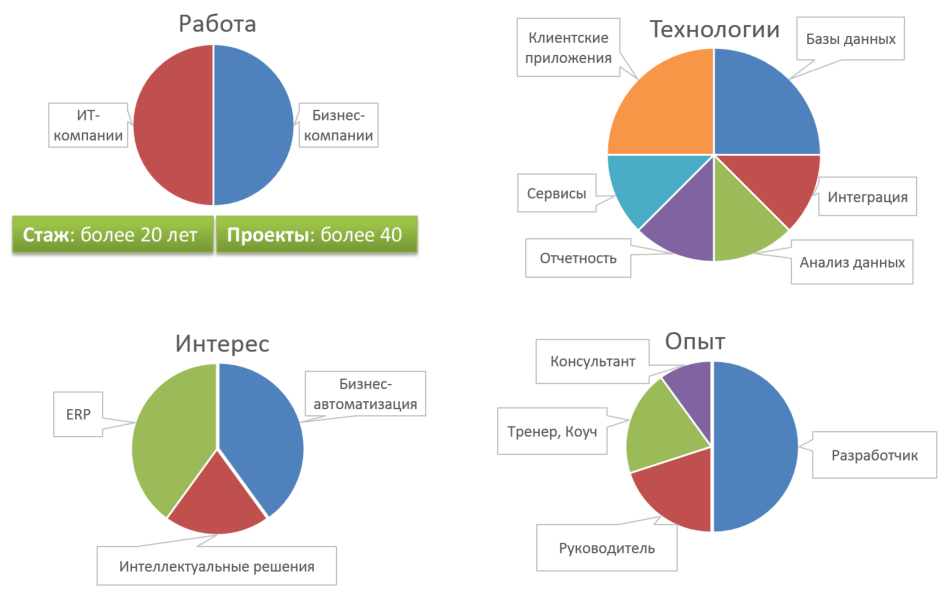 Работа
ИТ-
компании
Бизнес-
компании
Стаж: более 20 лет
Проекты: более 40
Технологии
Клиентские
приложения
Базы данных
Сервисы
Интеграция
Отчетность
Анализ данных
Интерес
ERP
Бизнес-
автоматизация
Интеллектуальные решения
Опыт
Консультант
Тренер, Коуч
Разработчик
Руководитель